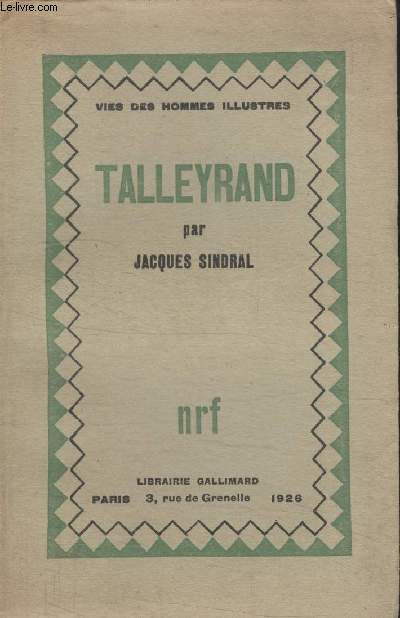 Le-livre.com
VIES DES HOMMES ILLUSTRES
TALLEYRAND
par
JACQUES SINDRAL
nrf
LIBRAIRIE GALLIMARD
PARIS 3, rue de Grenelle 1926